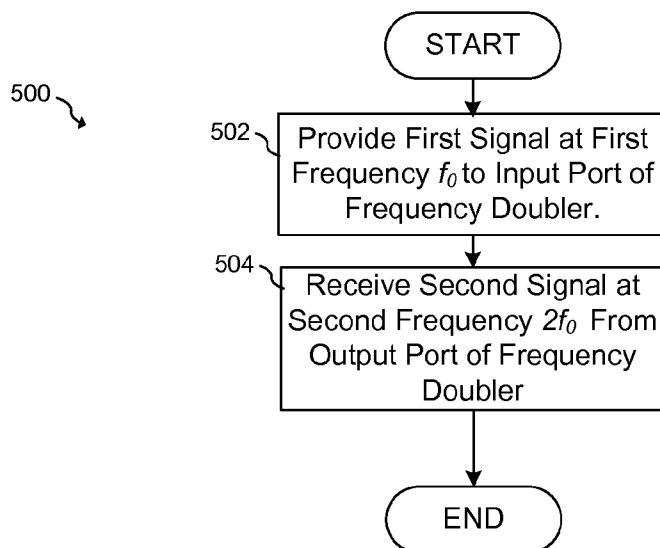 START
500
502
Provide First Signal at First
Frequency f0 to Input Port of
Frequency Doubler.
504
Receive Second Signal at
Second Frequency 2f0 From
Output Port of Frequency
Doubler
END